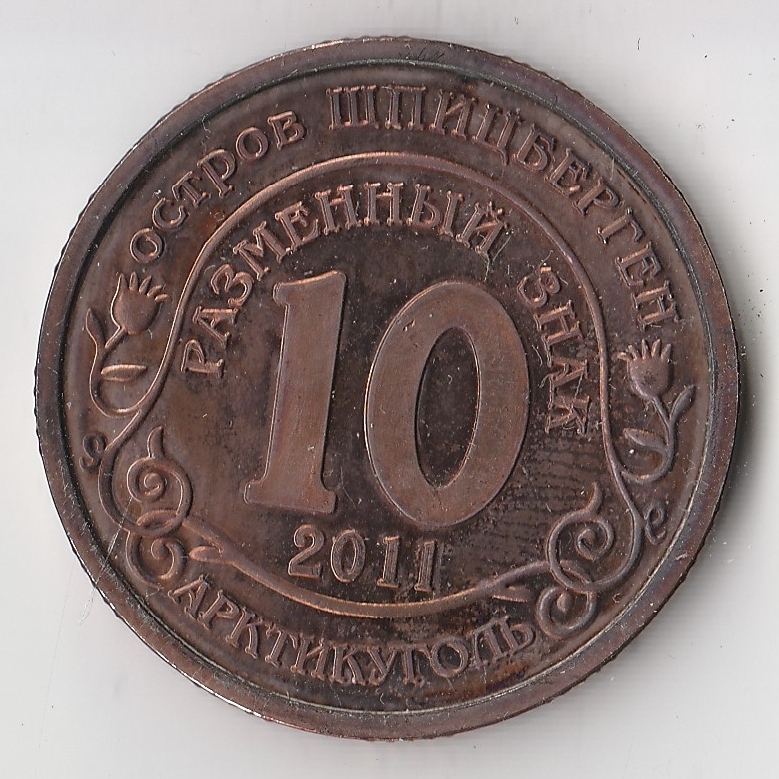 ОСТРОВ ШПИЦБЕРГЕН
РАЗМЕННЫЙ ЗНАК
10
2011
АРКТИКУГОЛЬ